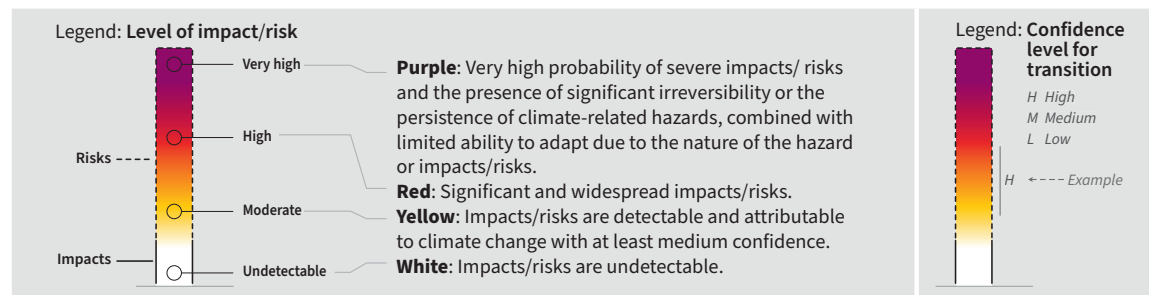 Legend: Level of impact/risk
Very high
High
Risks
Moderate
Impacts
Undetectable
Purple: Very high probability of severe impacts/ risks
and the presence of significant irreversibility or the
persistence of climate-related hazards, combined with
limited ability to adapt due to the nature of the hazard
or impacts/risks.
Red: Significant and widespread impacts/risks.
Yellow: Impacts/risks are detectable and attributable
to climate change with at least medium confidence.
White: Impacts/risks are undetectable.
Legend: Confidence
level for
transition
H High
M Medium
L Low
H
Example